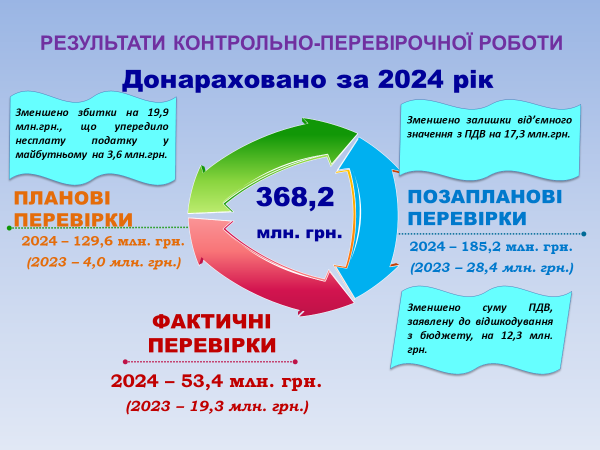 РЕЗУЛЬТАТИ КОНТРОЛЬНО-ПЕРЕВІРОЧНОЇ РОБОТИ
Донараховано за 2024 рік
Зменшено збитки на 19,9
млн.грн., що упередило
несплату податку у
майбутньому на 3,6 млн.грн.
Зменшено залишки від’ємного
значення з ПДВ на 17,3 млн.грн.
368,2
млн. грн.
ПЛАНОВІ
ПЕРЕВІРКИ
2024 – 129,6 млн. грн.
(2023 – 4,0 млн. грн.)
ПОЗАПЛАНОВІ
ПЕРЕВІРКИ
2024 – 185,2 млн. грн.
(2023 – 28,4 млн. грн.)
Зменшено суму ПДВ,
заявлену до відшкодування
з бюджету, на 12,3 млн.
грн.
ФАКТИЧНІ
ПЕРЕВІРКИ
2024 – 53,4 млн. грн.
(2023 – 19,3 млн. грн.)